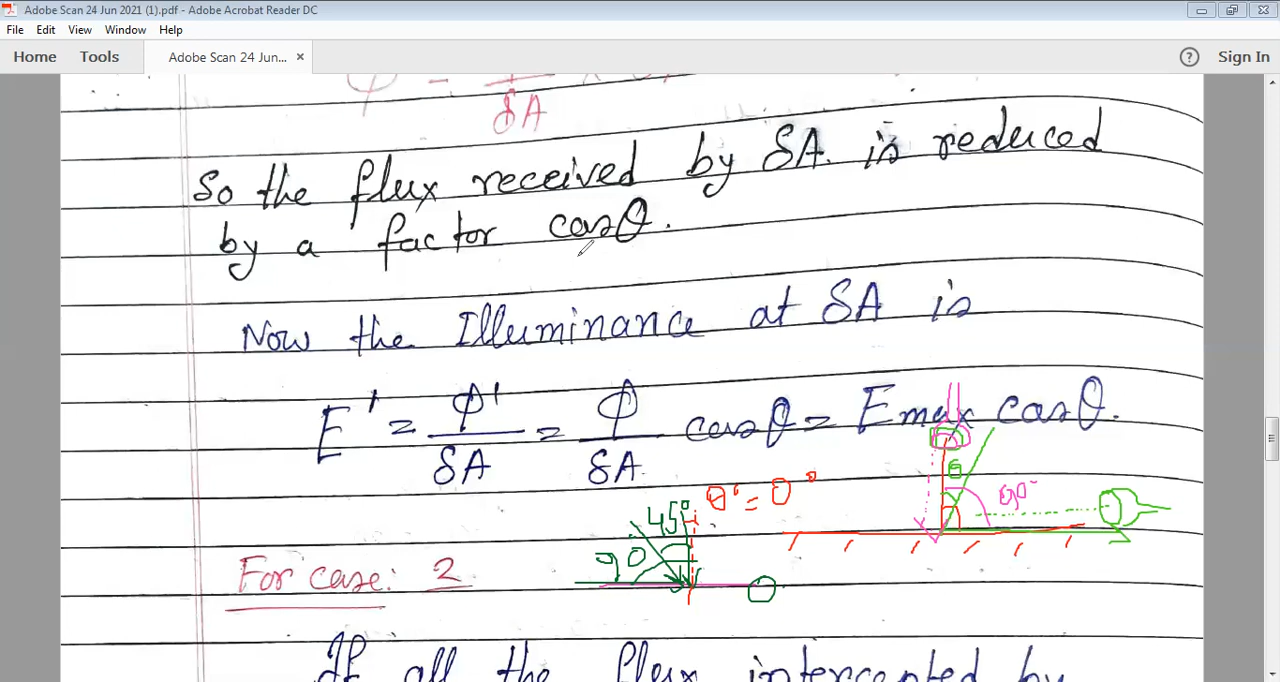 Adobe Scan 24 Jun 2021 (1).pdf - Adobe Acrobat Reader DC
File Edit View Window Help
Home Tools Adobe Scan 24 Jun... × ? Sign In
δA
So the flux received by δA. is reduced
by a factor cosθ.
Now the Illuminance at δA is
E' = Φ'/δA = Φ/δA. cosθ = Emax cosθ.
θ' = 0°
45°
90
θ
90°
For case: 2
If all the flux intercepted by